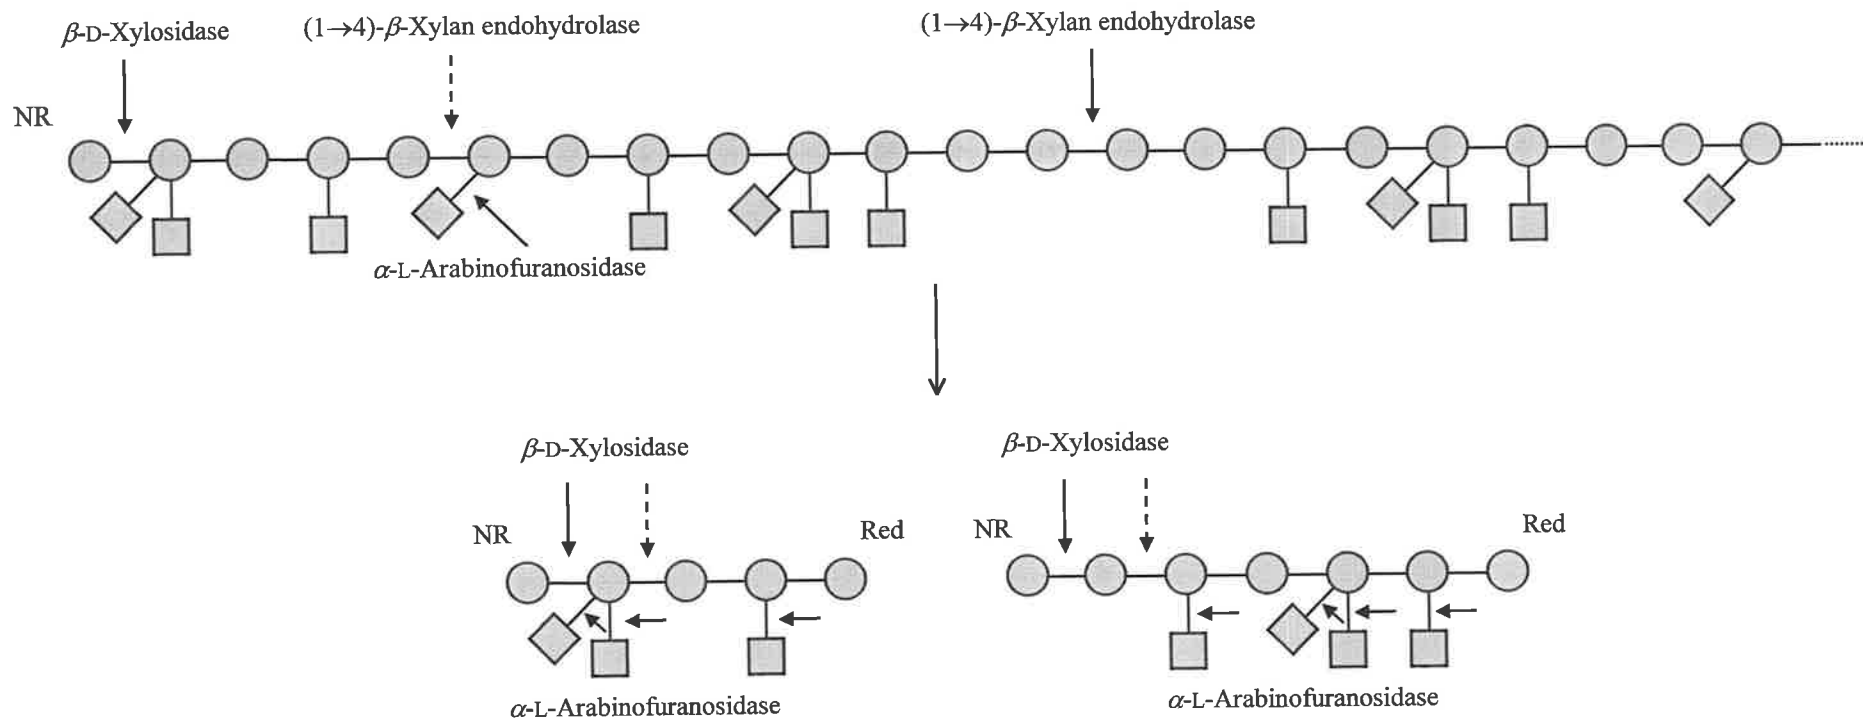 β-D-Xylosidase
(1→4)-β-Xylan endohydrolase
(1→4)-β-Xylan endohydrolase
NR
α-L-Arabinofuranosidase
β-D-Xylosidase
β-D-Xylosidase
NR
Red
NR
Red
α-L-Arabinofuranosidase
α-L-Arabinofuranosidase